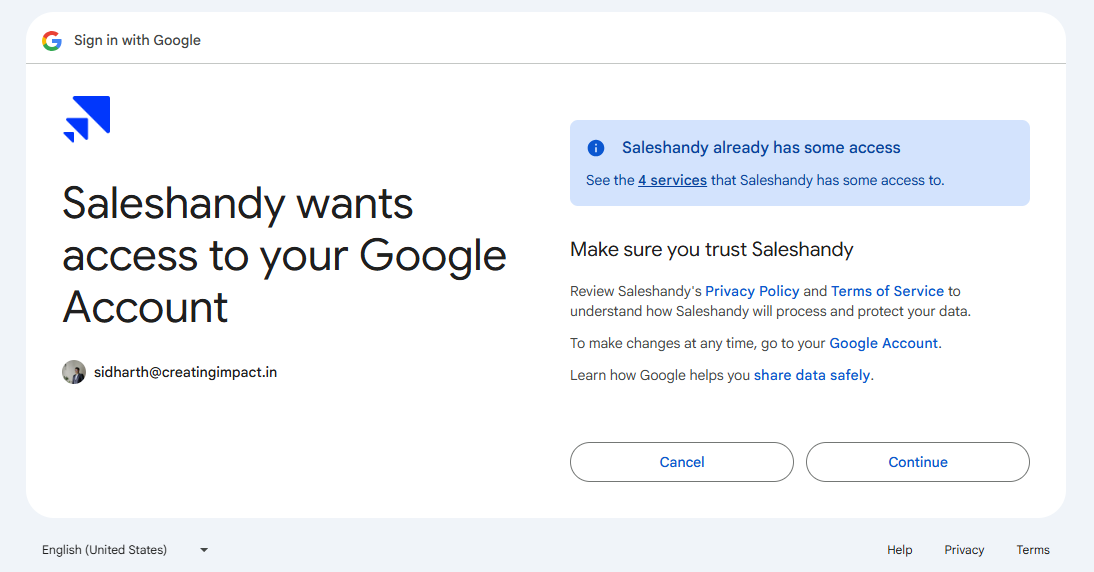 Sign in with Google
Saleshandy wants
access to your Google
Account
sidharth@creatingimpact.in
Saleshandy already has some access
See the 4 services that Saleshandy has some access to.
Make sure you trust Saleshandy
Review Saleshandy's Privacy Policy and Terms of Service to
understand how Saleshandy will process and protect your data.
To make changes at any time, go to your Google Account.
Learn how Google helps you share data safely.
Cancel
Continue
English (United States)
Help
Privacy
Terms